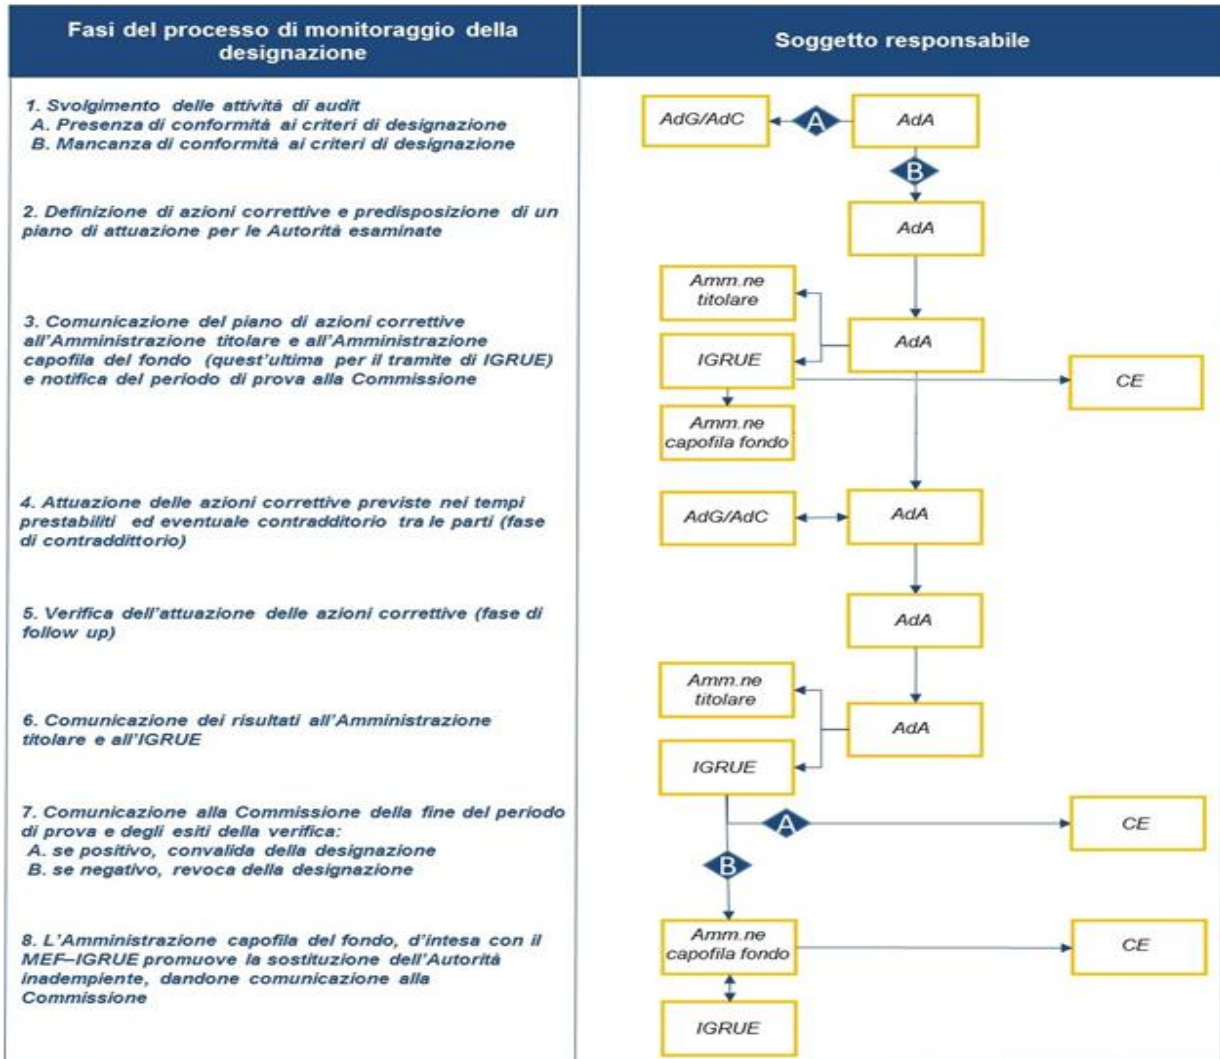 Fasi del processo di monitoraggio della
designazione
Soggetto responsabile
1. Svolgimento delle attività di audit
A. Presenza di conformità ai criteri di designazione
B. Mancanza di conformità ai criteri di designazione
AdG/AdC
A
AdA
B
2. Definizione di azioni correttive e predisposizione di un
piano di attuazione per le Autorità esaminate
AdA
3. Comunicazione del piano di azioni correttive
all'Amministrazione titolare e all'Amministrazione
capofila del fondo (quest'ultima per il tramite di IGRUE)
e notifica del periodo di prova alla Commissione
Amm.ne
titolare
AdA
IGRUE
CE
Amm.ne
capofila fondo
4. Attuazione delle azioni correttive previste nei tempi
prestabiliti ed eventuale contradditorio tra le parti (fase
di contraddittorio)
AdG/AdC
AdA
5. Verifica dell'attuazione delle azioni correttive (fase di
follow up)
AdA
6. Comunicazione dei risultati all'Amministrazione
titolare e all'IGRUE
Amm.ne
titolare
AdA
IGRUE
7. Comunicazione alla Commissione della fine del periodo
di prova e degli esiti della verifica:
A. se positivo, convalida della designazione
B. se negativo, revoca della designazione
A
CE
B
8. L'Amministrazione capofila del fondo, d'intesa con il
MEF–IGRUE promuove la sostituzione dell'Autorità
inadempiente, dandone comunicazione alla
Commissione
Amm.ne
capofila fondo
CE
IGRUE